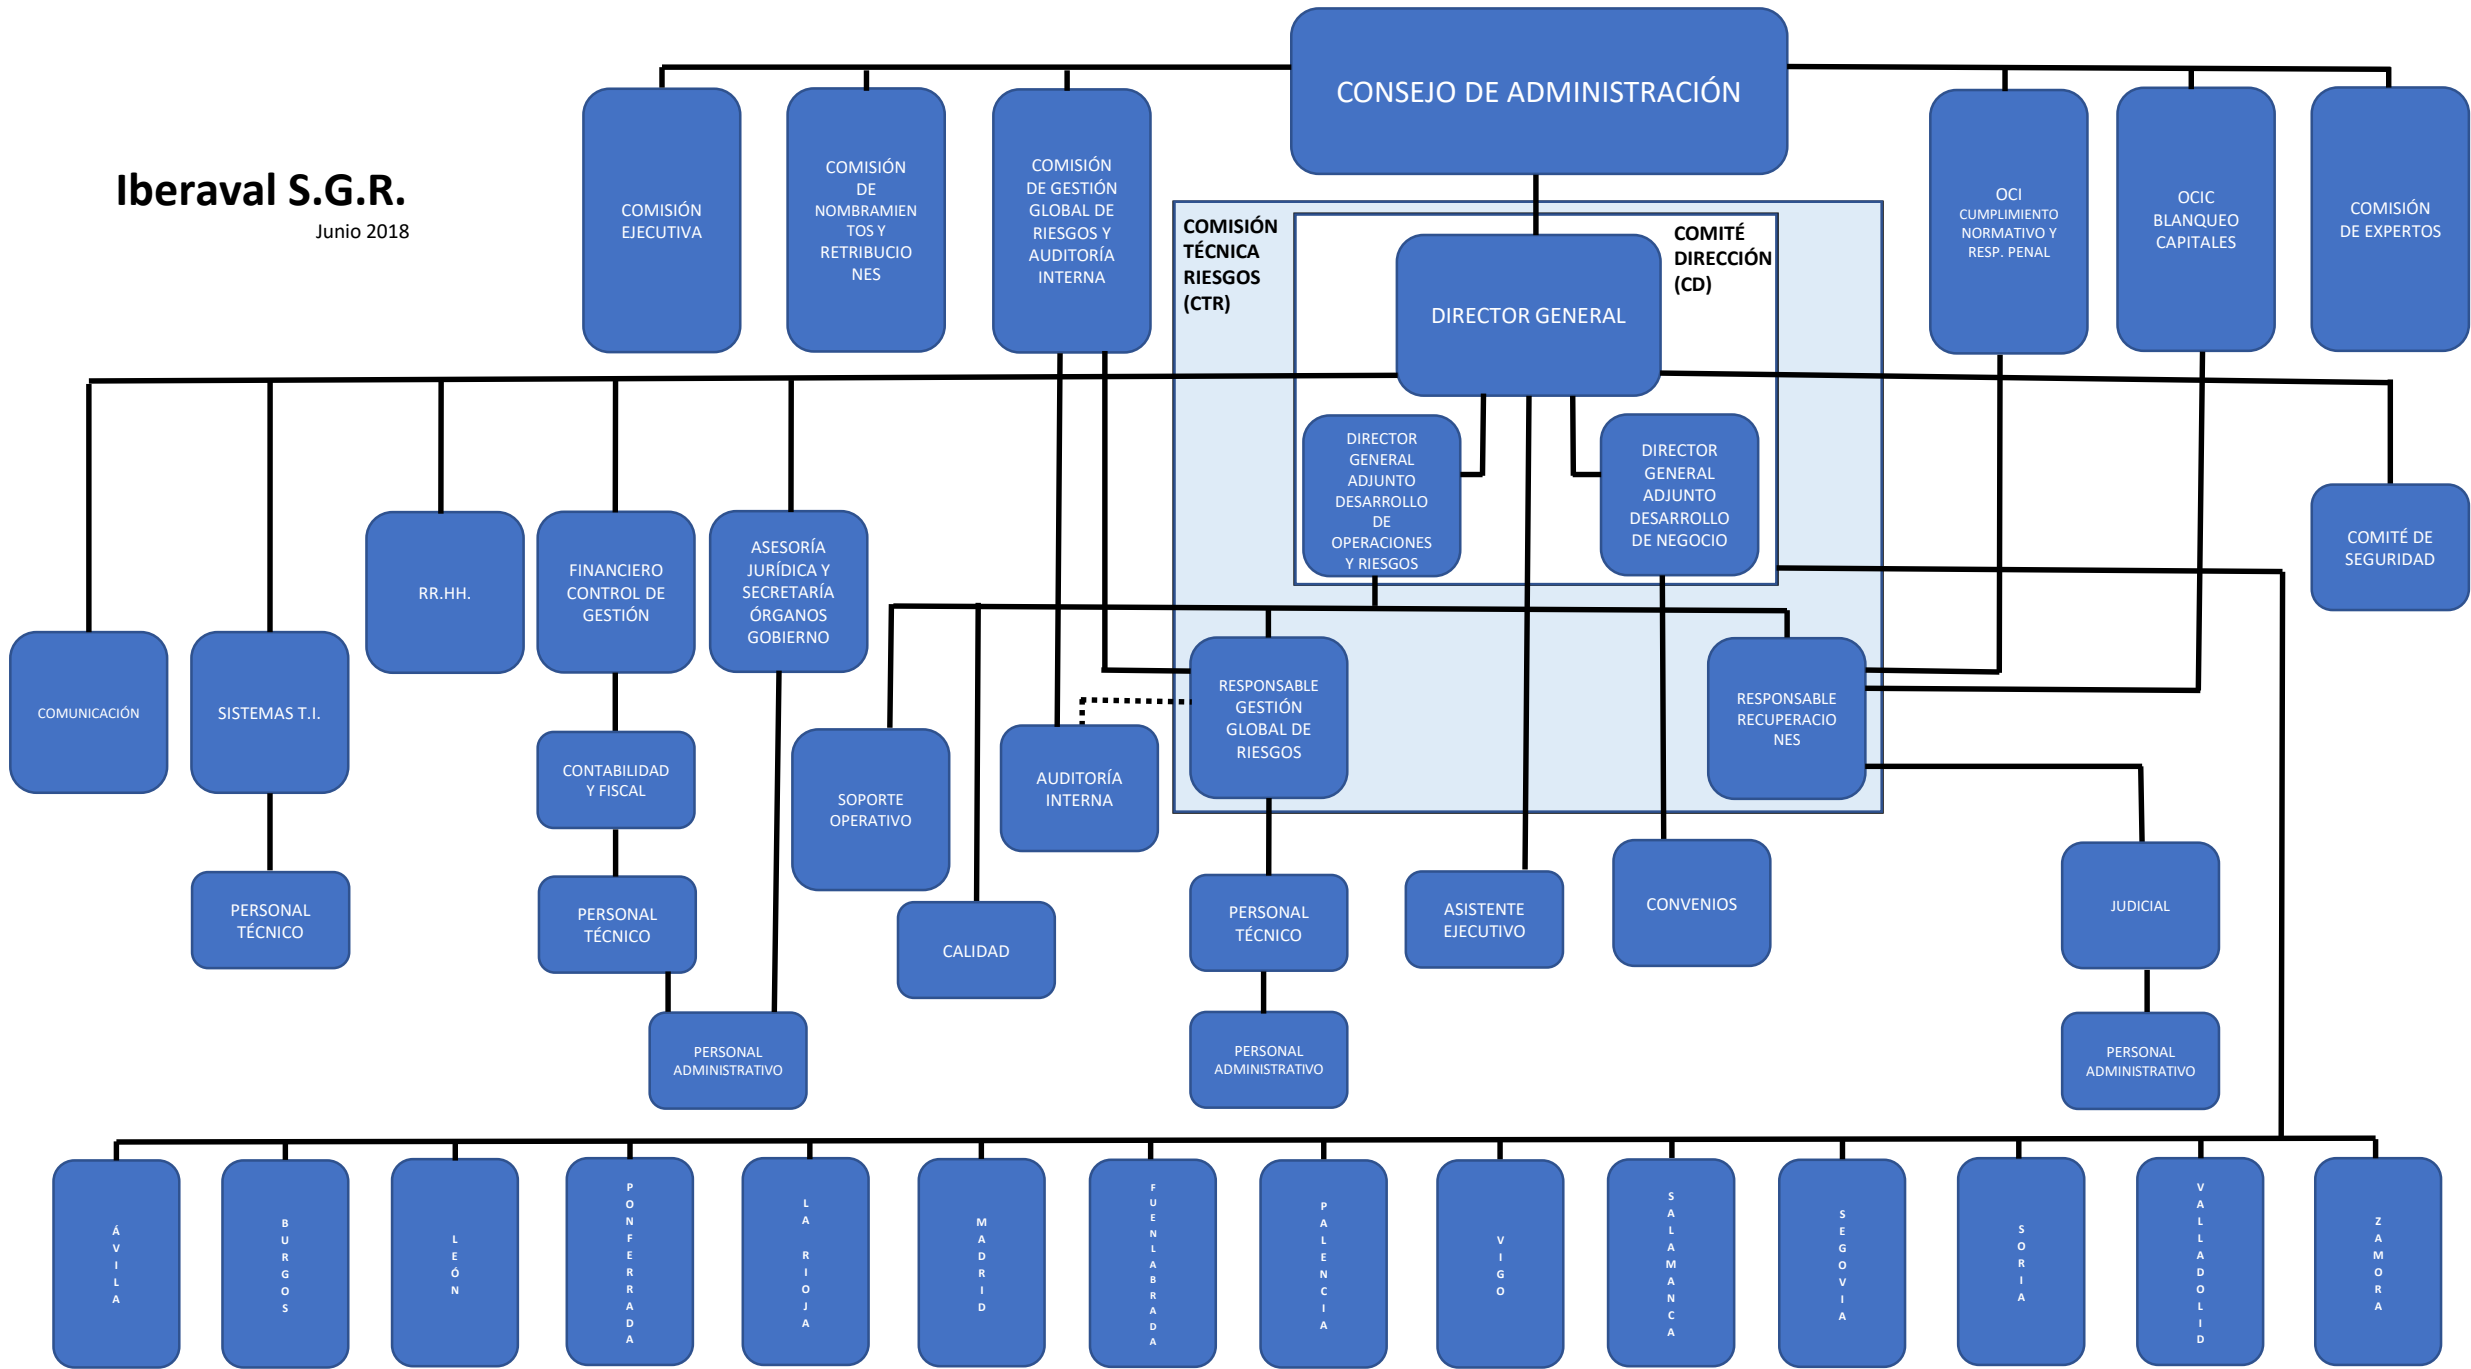 CONSEJO DE ADMINISTRACIÓN
Iberaval S.G.R.
Junio 2018
COMISIÓN
EJECUTIVA
COMISIÓN
DE
NOMBRAMIEN
TOS Y
RETRIBUCIO
NES
COMISIÓN
DE GESTIÓN
GLOBAL DE
RIESGOS Y
AUDITORÍA
INTERNA
OCI
CUMPLIMIENTO
NORMATIVO Y
RESP. PENAL
OCIC
BLANQUEO
CAPITALES
COMISIÓN
DE EXPERTOS
COMISIÓN
TÉCNICA
RIESGOS
(CTR)
COMITÉ
DIRECCIÓN
(CD)
DIRECTOR GENERAL
DIRECTOR
GENERAL
ADJUNTO
DESARROLLO
DE
OPERACIONES
Y RIESGOS
DIRECTOR
GENERAL
ADJUNTO
DESARROLLO
DE NEGOCIO
COMITÉ DE
SEGURIDAD
COMUNICACIÓN
SISTEMAS T.I.
RR.HH.
FINANCIERO
CONTROL DE
GESTIÓN
ASESORÍA
JURÍDICA Y
SECRETARÍA
ÓRGANOS
GOBIERNO
RESPONSABLE
GESTIÓN
GLOBAL DE
RIESGOS
RESPONSABLE
RECUPERACIO
NES
CONTABILIDAD
Y FISCAL
SOPORTE
OPERATIVO
AUDITORÍA
INTERNA
PERSONAL
TÉCNICO
PERSONAL
TÉCNICO
CALIDAD
PERSONAL
TÉCNICO
ASISTENTE
EJECUTIVO
CONVENIOS
JUDICIAL
PERSONAL
ADMINISTRATIVO
PERSONAL
ADMINISTRATIVO
PERSONAL
ADMINISTRATIVO
ÁVILA
BURGOS
LEÓN
PONFERRADA
LA RIOJA
MADRID
FUENLABRADA
PALENCIA
VIGO
SALAMANCA
SEGOVIA
SORIA
VALLADOLID
ZAMORA